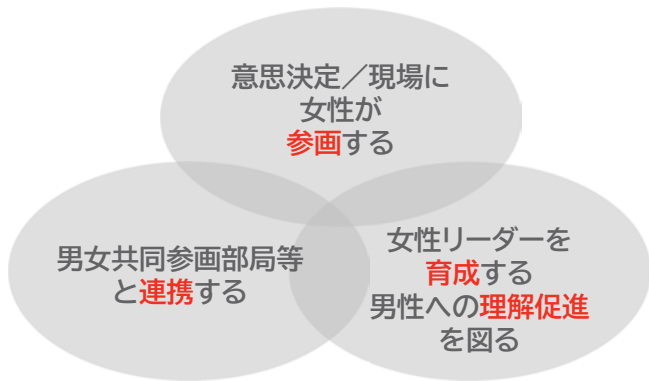 意思決定／現場に
女性が
参画する
男女共同参画部局等
と連携する
女性リーダーを
育成する
男性への理解促進
を図る